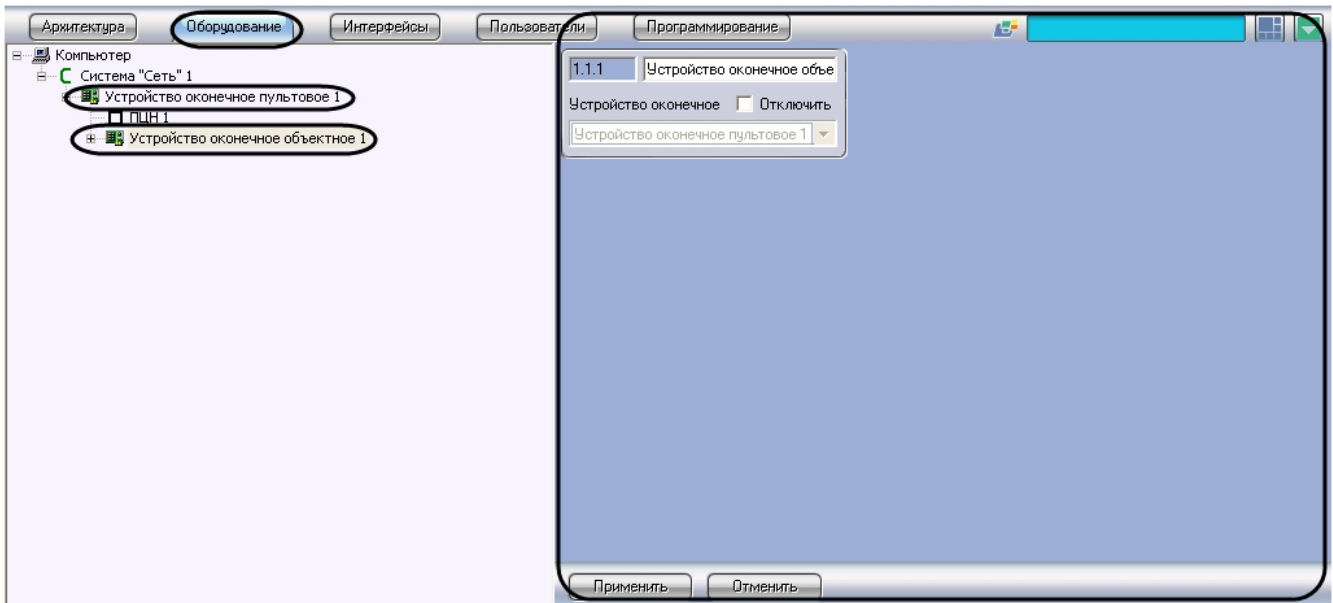 Архитектура Оборудование Интерфейсы Пользователи Программирование
Компьютер
Система "Сеть" 1
Устройство оконечное пультовое 1
ПЦН 1
Устройство оконечное объектное 1
1.1.1 Устройство оконечное объе
Устройство оконечное Отключить
Устройство оконечное пультовое 1
Применить Отменить